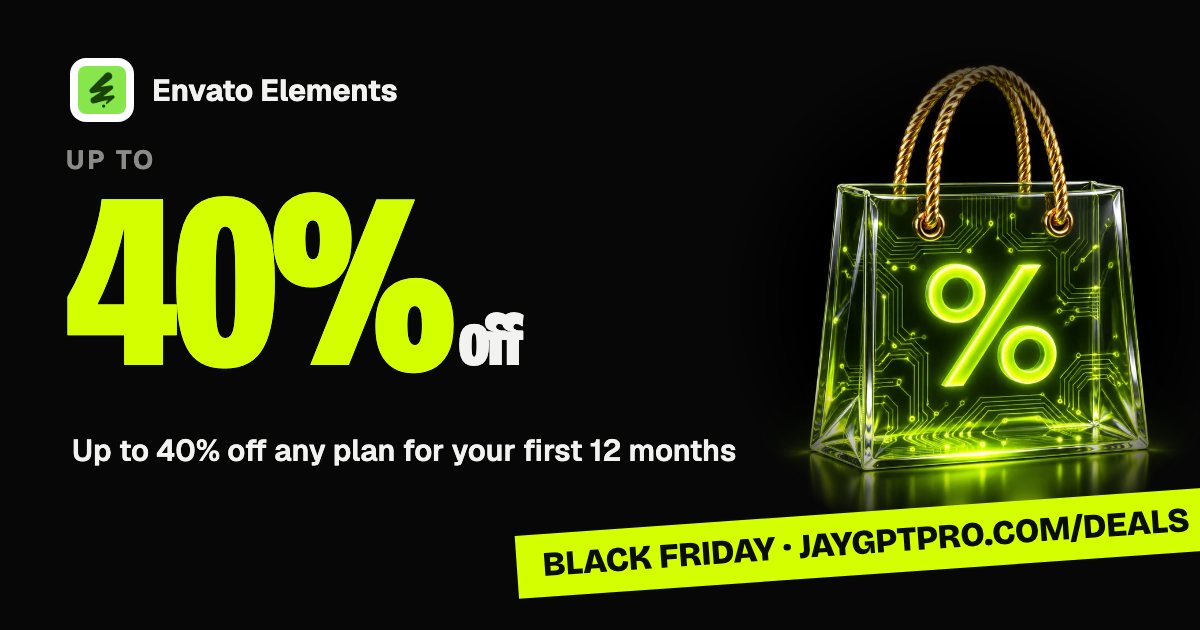 Envato Elements
UP TO
40% off
Up to 40% off any plan for your first 12 months
%
BLACK FRIDAY · JAYGPTPRO.COM/DEALS